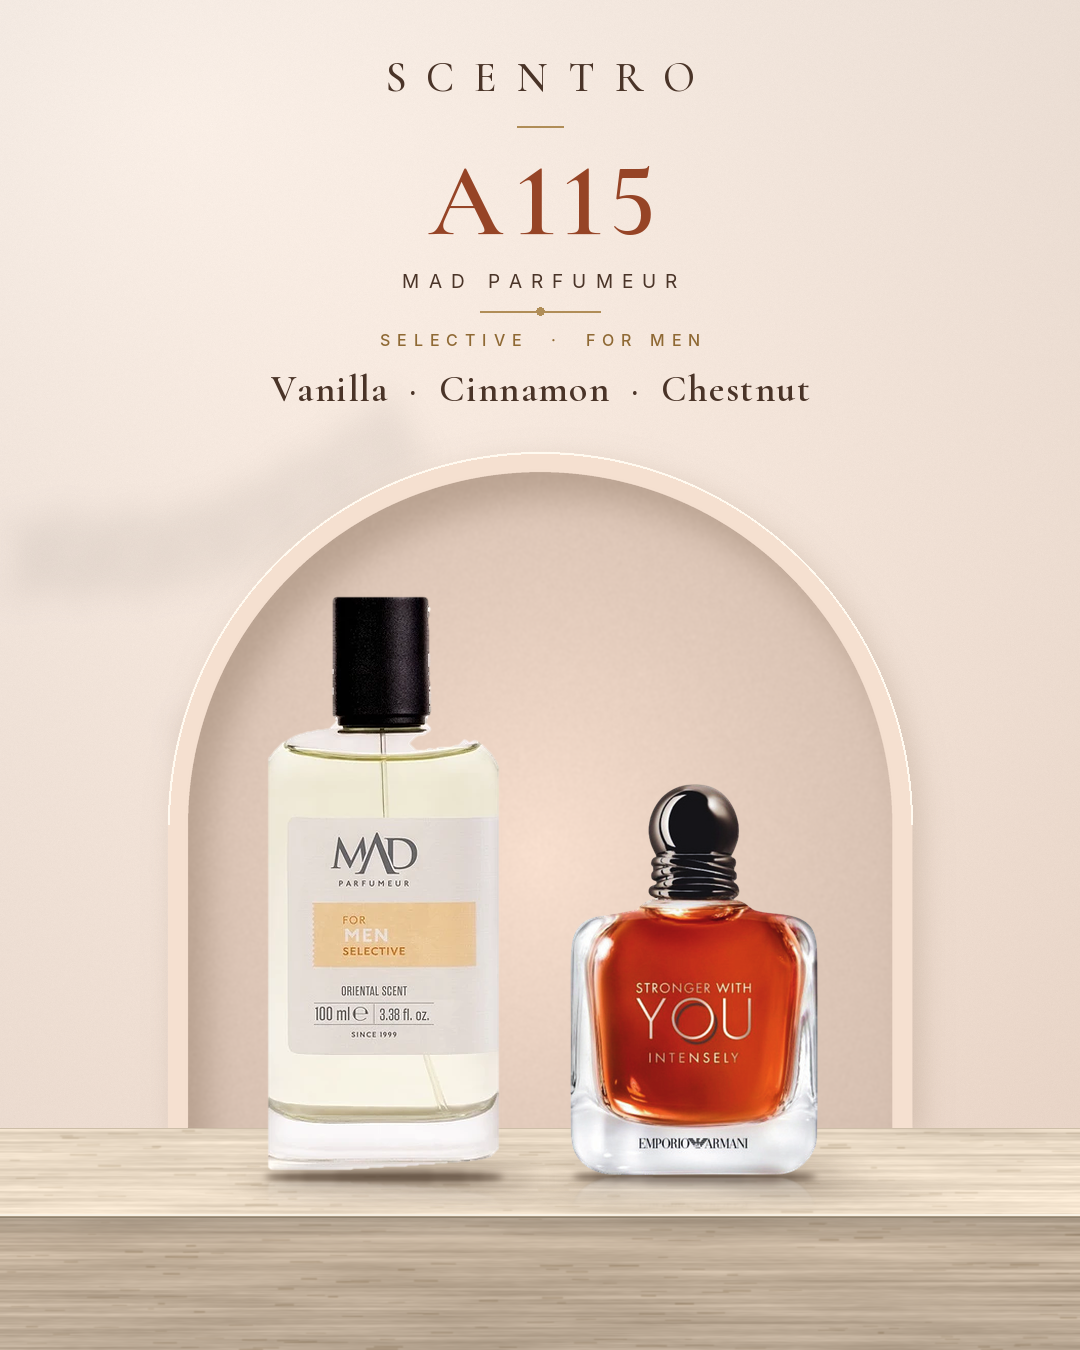 SCENTRO
A115
MAD PARFUMEUR
SELECTIVE · FOR MEN
Vanilla · Cinnamon · Chestnut
MAD
PARFUMEUR
FOR
MEN
SELECTIVE
ORIENTAL SCENT
100 ml ℮ 3.38 fl. oz.
SINCE 1999
STRONGER WITH
YOU
INTENSELY
EMPORIO ARMANI